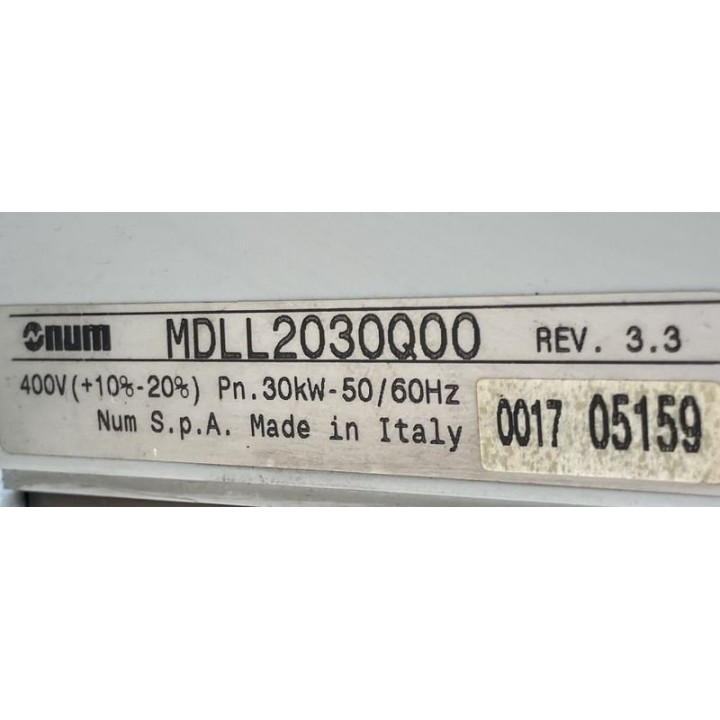 num MDLL2030Q00 REV. 3.3
400V(+10%-20%) Pn.30kW-50/60Hz
Num S.p.A. Made in Italy
0017 05159